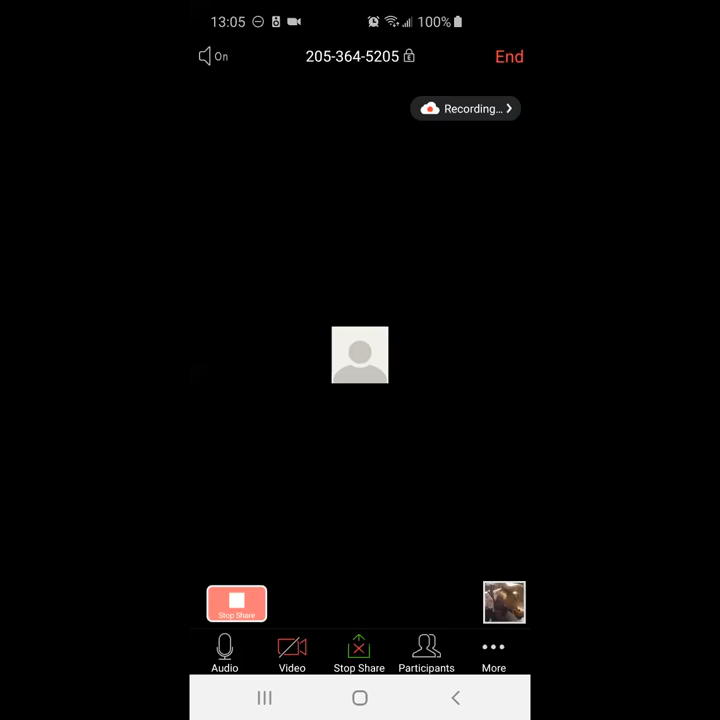 13:05 100%
On 205-364-5205 End
Recording...
Stop Share
Audio Video Stop Share Participants More